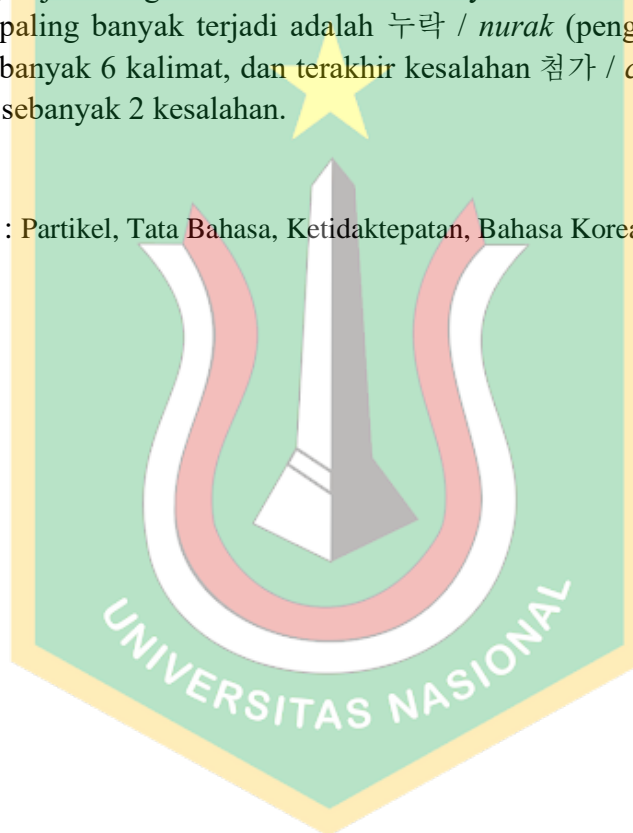 paling banyak terjadi adalah 누락 / nurak
banyak 6 kalimat, dan terakhir kesalahan 첨가 /
sebanyak 2 kesalahan.
: Partikel, Tata Bahasa, Ketidaktepatan, Bahasa Korea
UNIVERSITAS NASIONAL